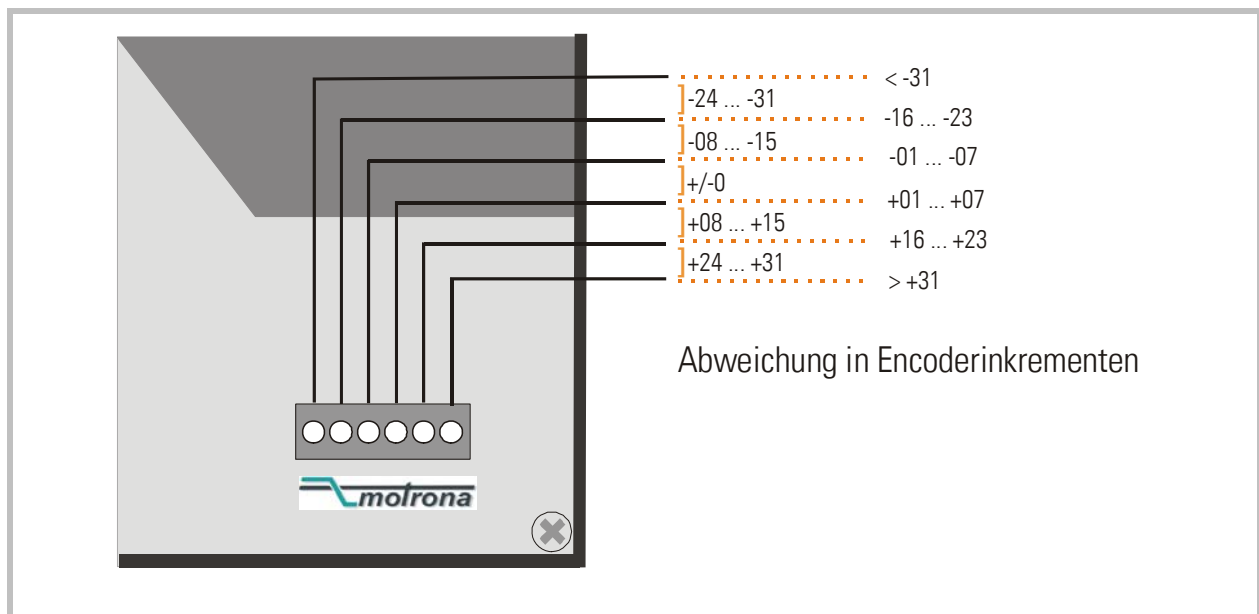 < -31
-24 ... -31
-16 ... -23
-08 ... -15
-01 ... -07
+/-0
+01 ... +07
+08 ... +15
+16 ... +23
+24 ... +31
> +31
Abweichung in Encoderinkrementen
motrona